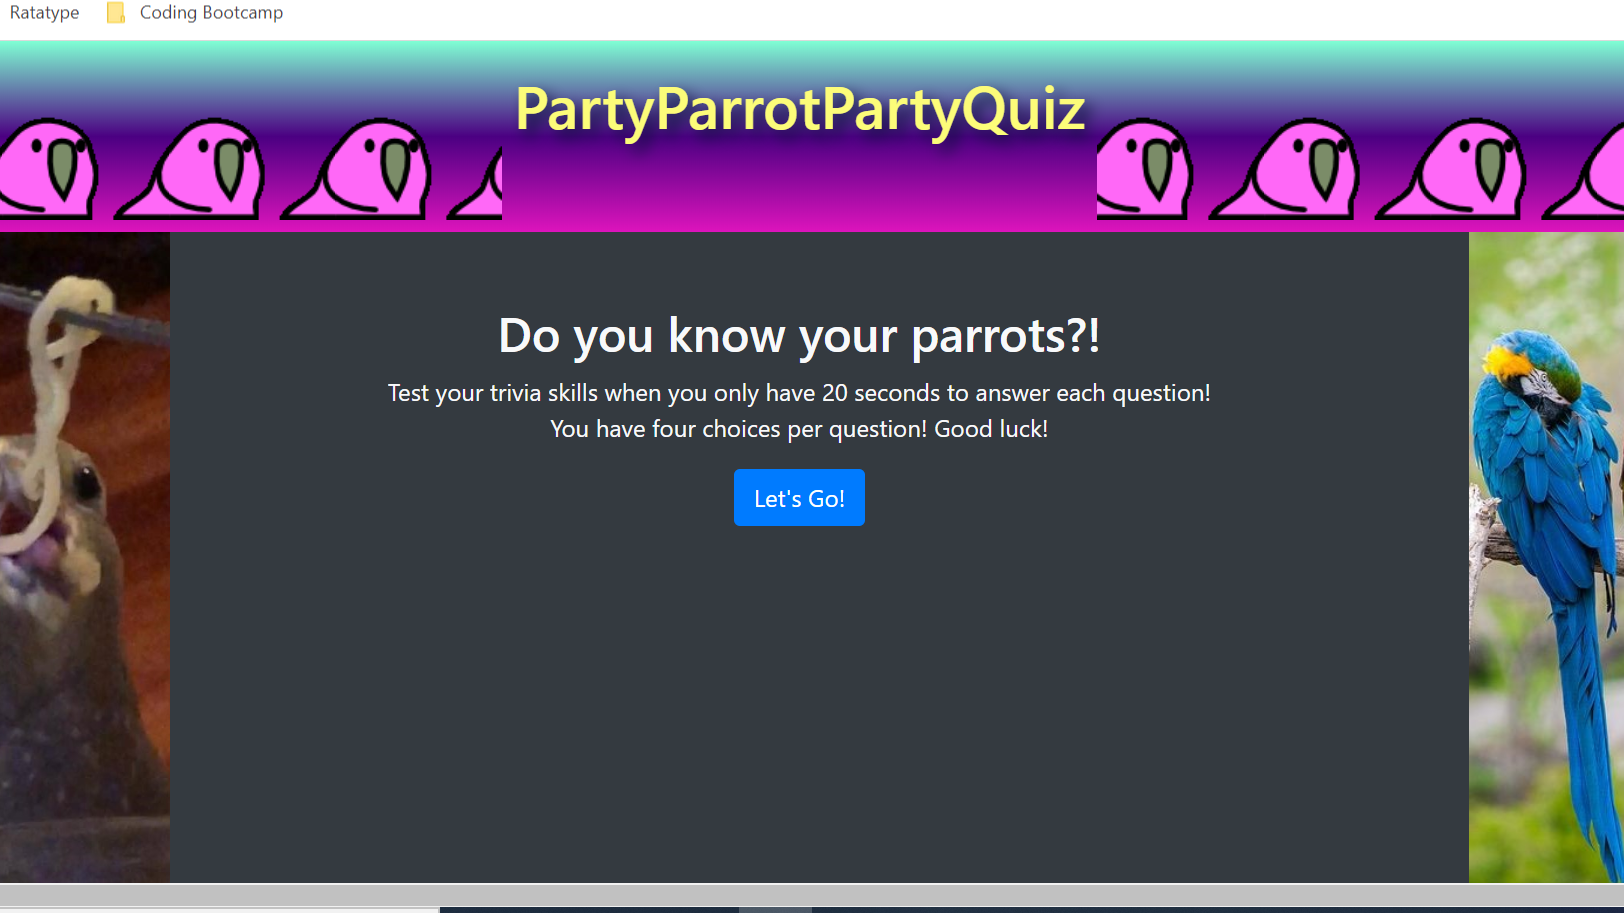 Ratatype Coding Bootcamp
PartyParrotPartyQuiz
Do you know your parrots?!
Test your trivia skills when you only have 20 seconds to answer each question!
You have four choices per question! Good luck!
Let's Go!